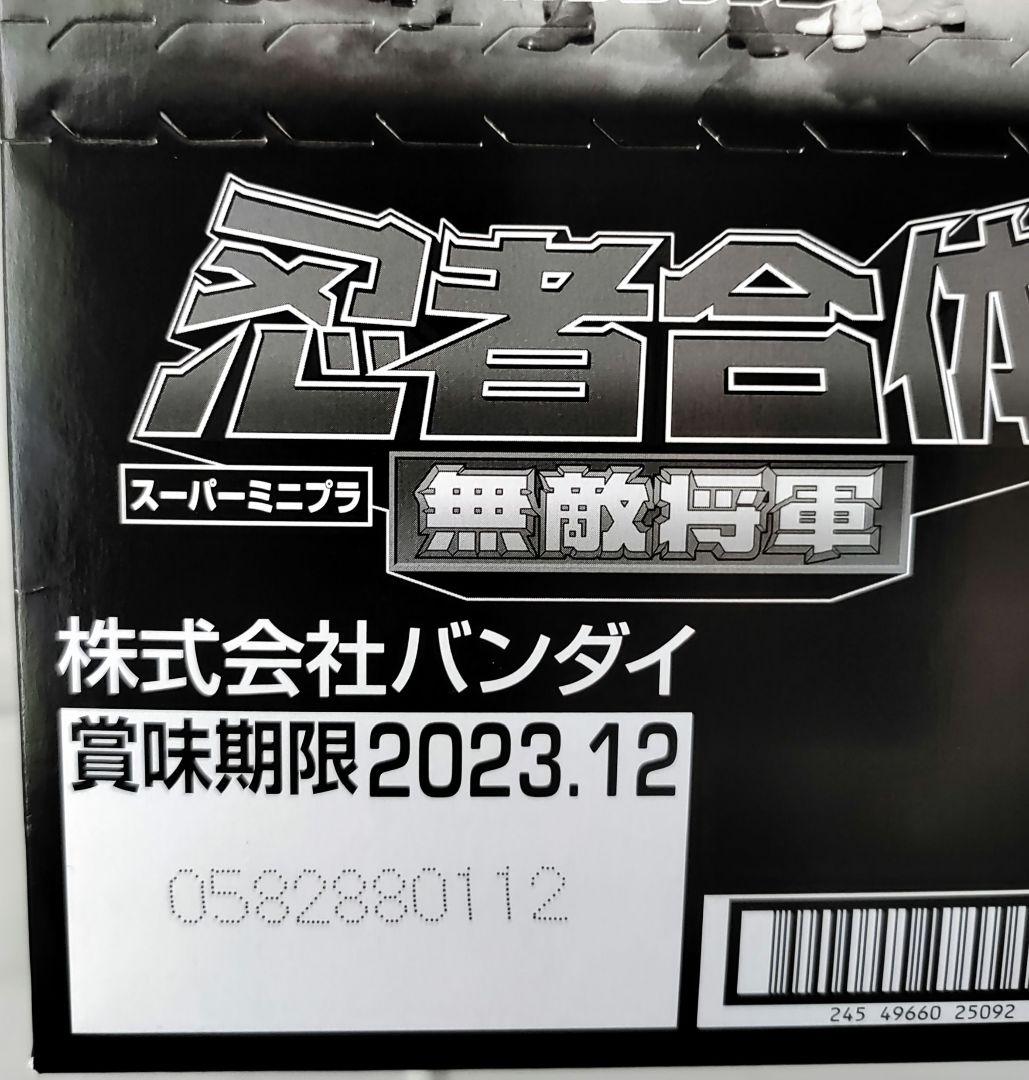 忍者合体
スーパーミニプラ
無敵将軍
株式会社バンダイ
賞味期限2023.12
0582880112
245 49660 25092